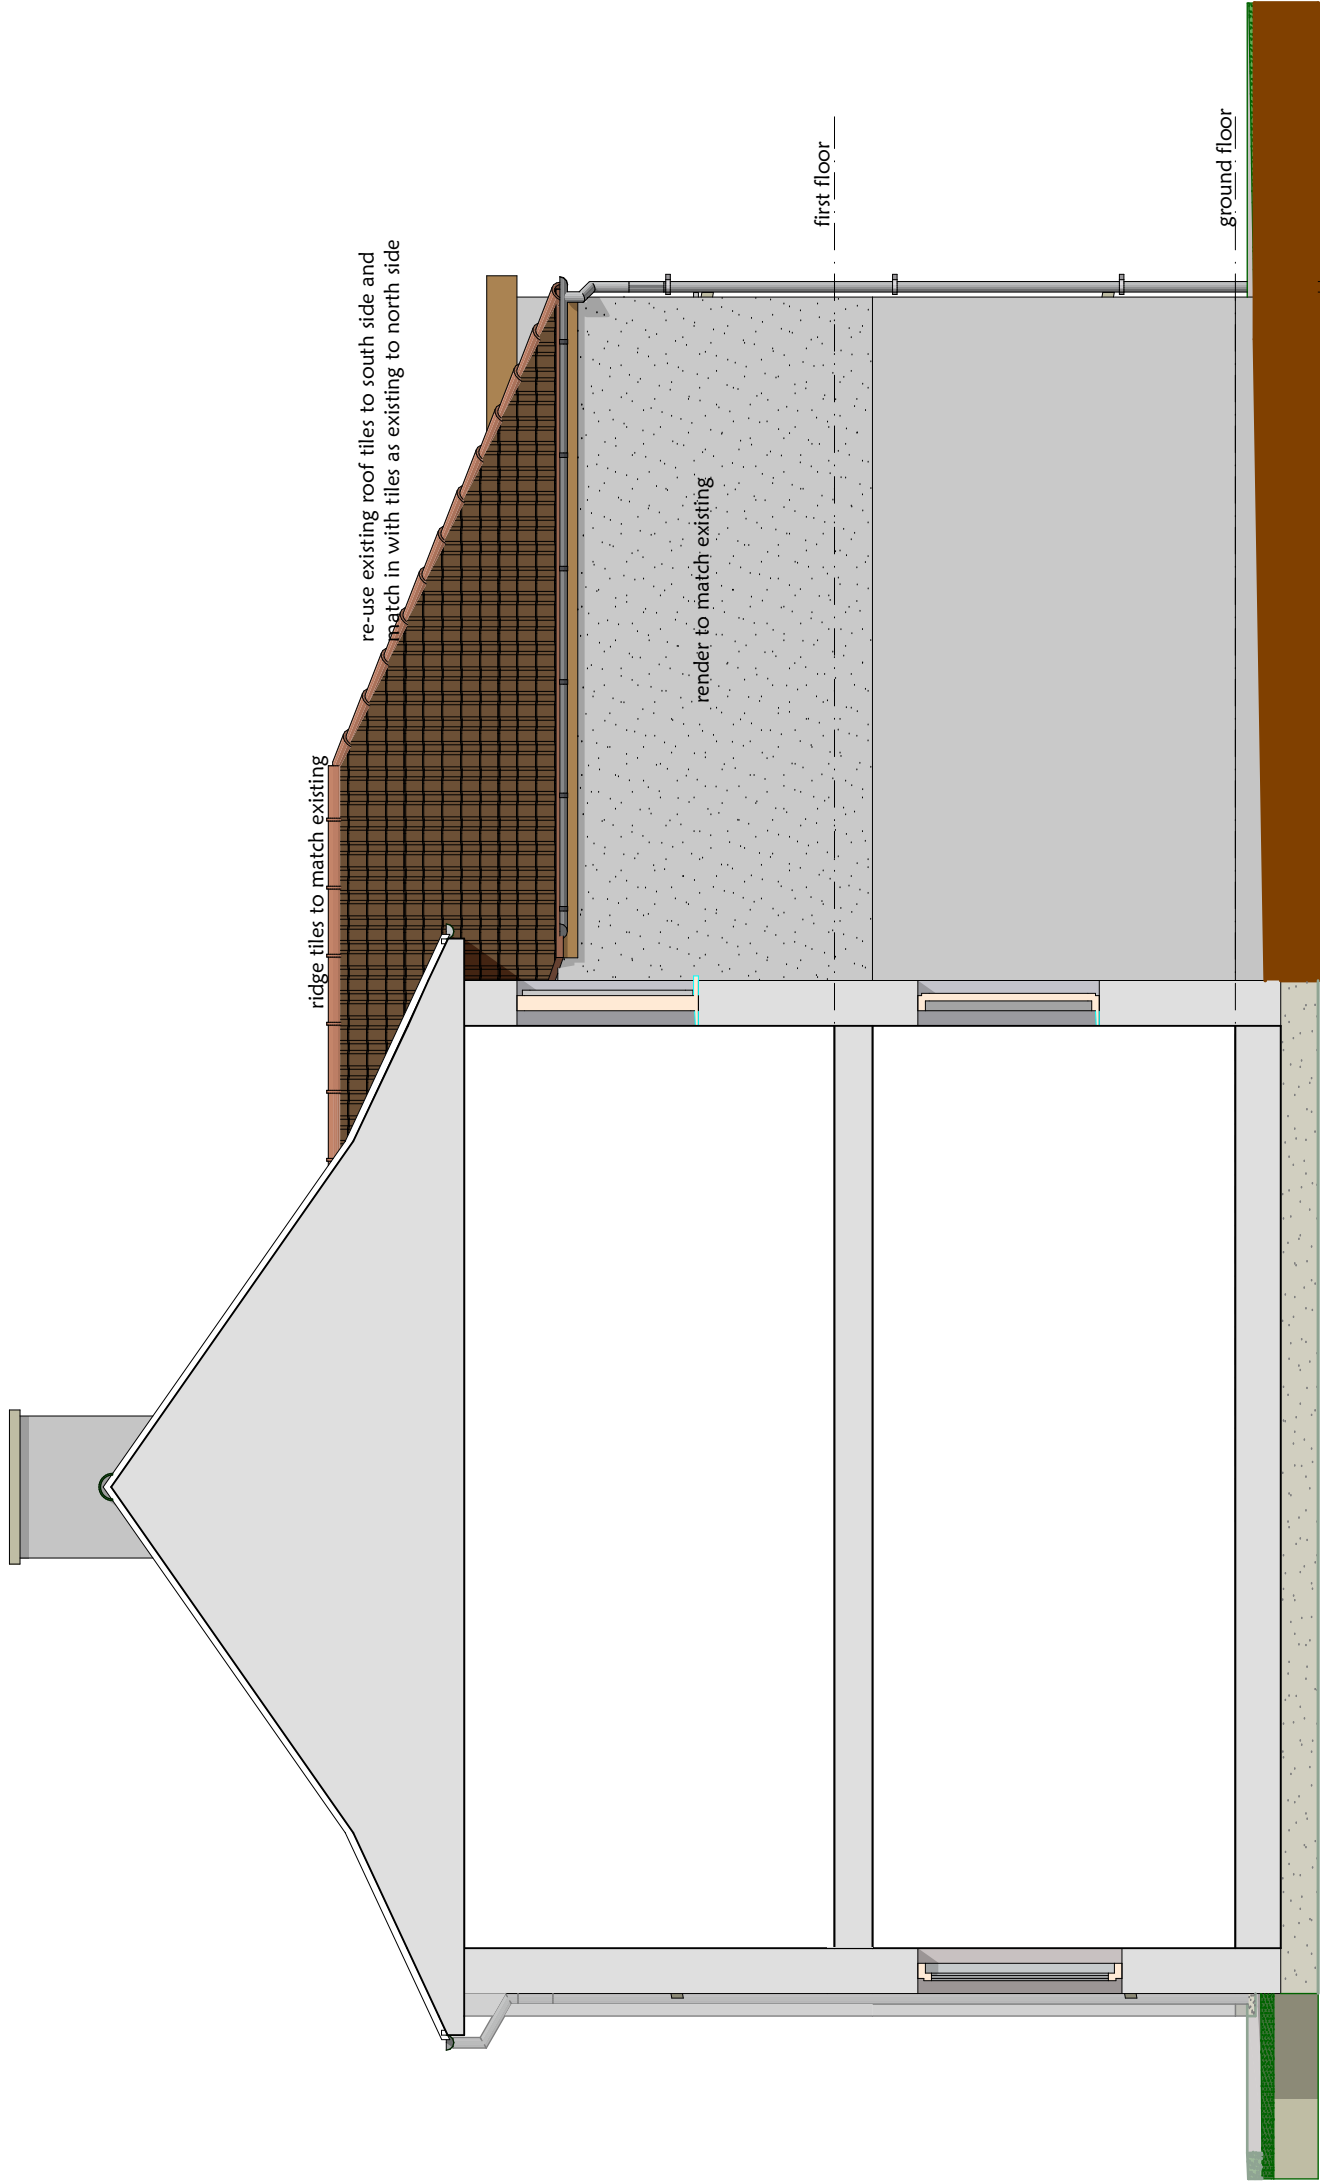 ridge tiles to match existing
re-use existing roof tiles to south side and
match in with tiles as existing to north side
render to match existing
first floor
ground floor